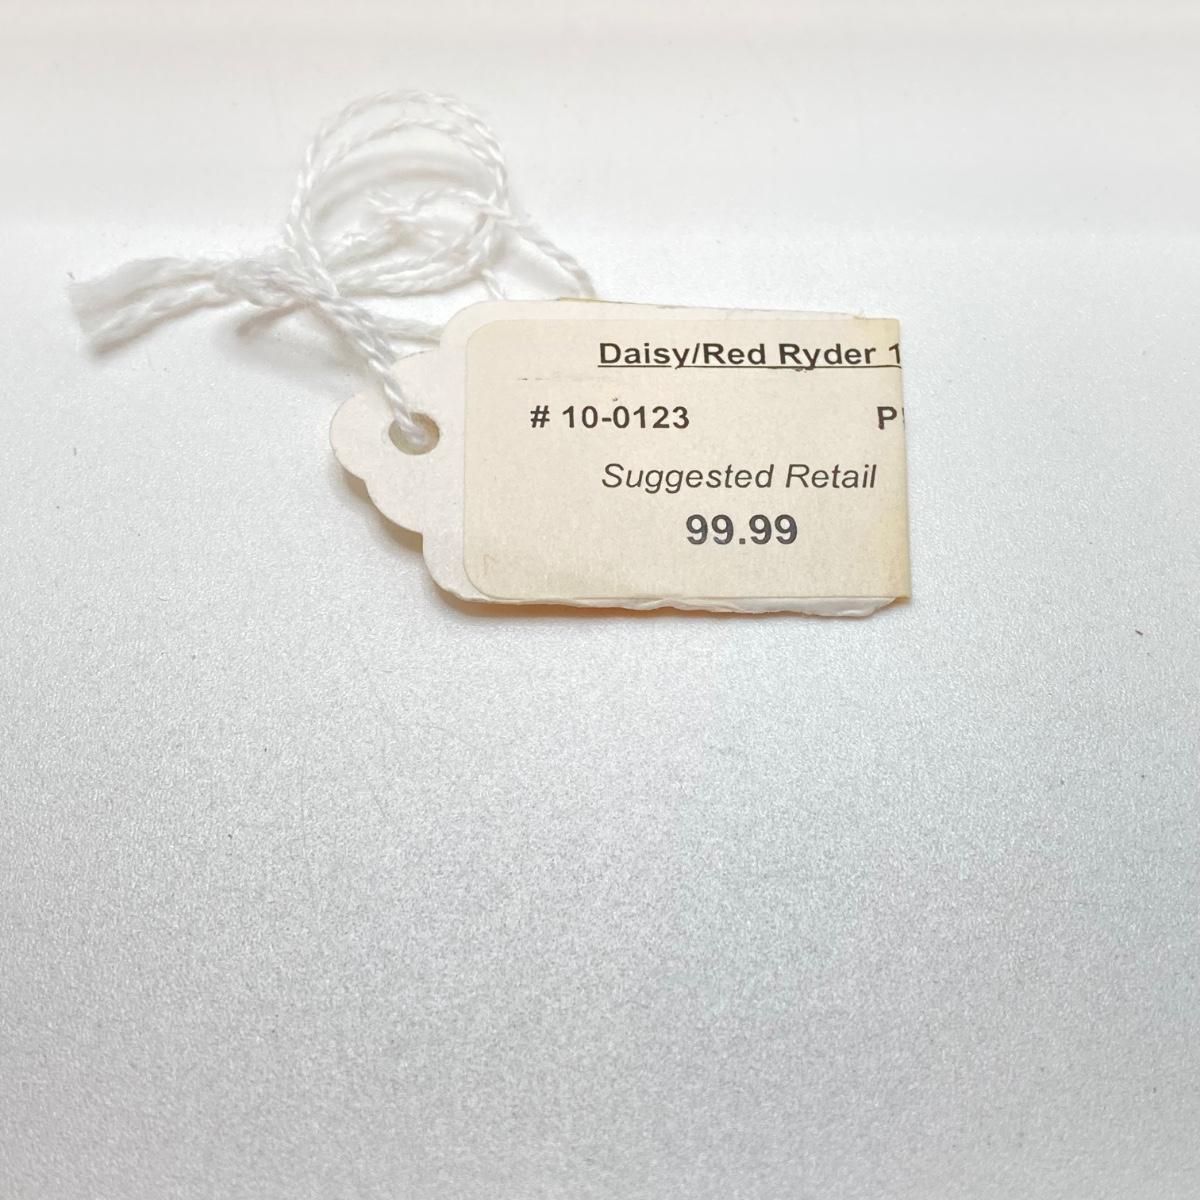 Daisy/Red Ryder 1
# 10-0123 P
Suggested Retail
99.99